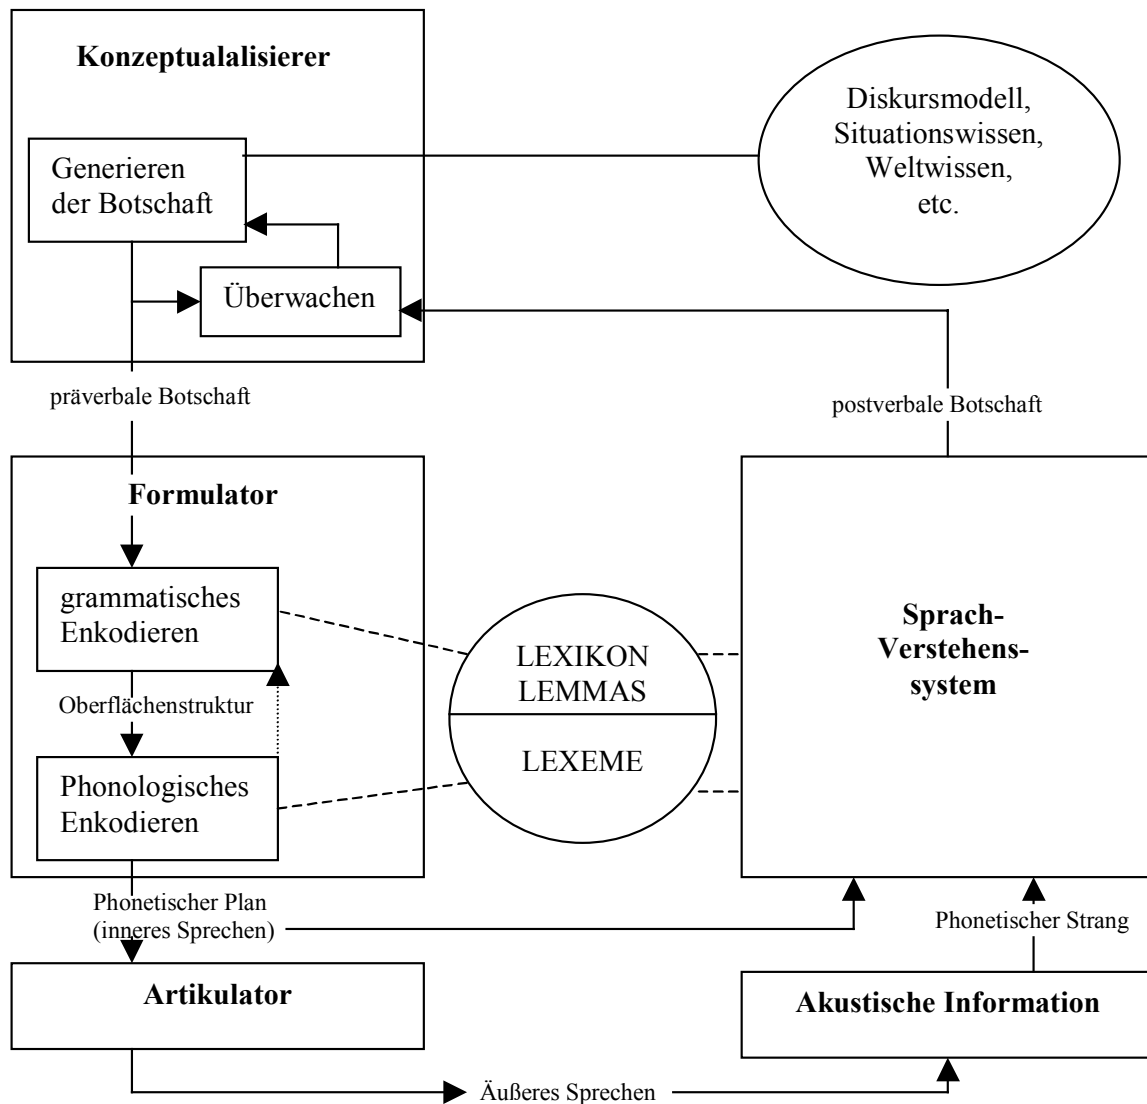 Konzeptualalisierer
Diskursmodell,
Situationswissen,
Weltwissen,
etc.
Generieren
der Botschaft
Überwachen
präverbale Botschaft
postverbale Botschaft
Formulator
grammatisches
Enkodieren
Oberflächenstruktur
Phonologisches
Enkodieren
LEXIKON
LEMMAS
LEXEME
Sprach-
Verstehens-
system
Phonetischer Plan
(inneres Sprechen)
Phonetischer Strang
Artikulator
Akustische Information
Äußeres Sprechen